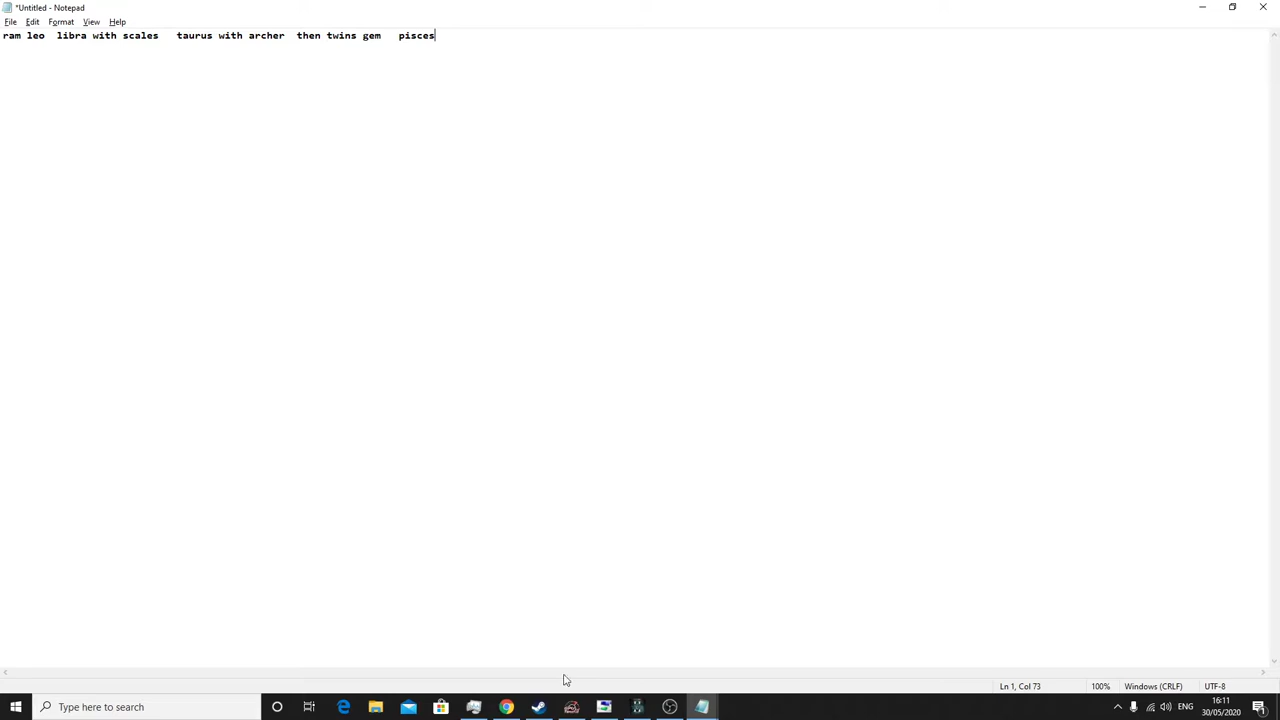 *Untitled - Notepad
File Edit Format View Help
ram leo  libra with scales   taurus with archer  then twins gem   pisces
Ln 1, Col 73 100% Windows (CRLF) UTF-8
Type here to search
ENG
16:11
30/05/2020
1